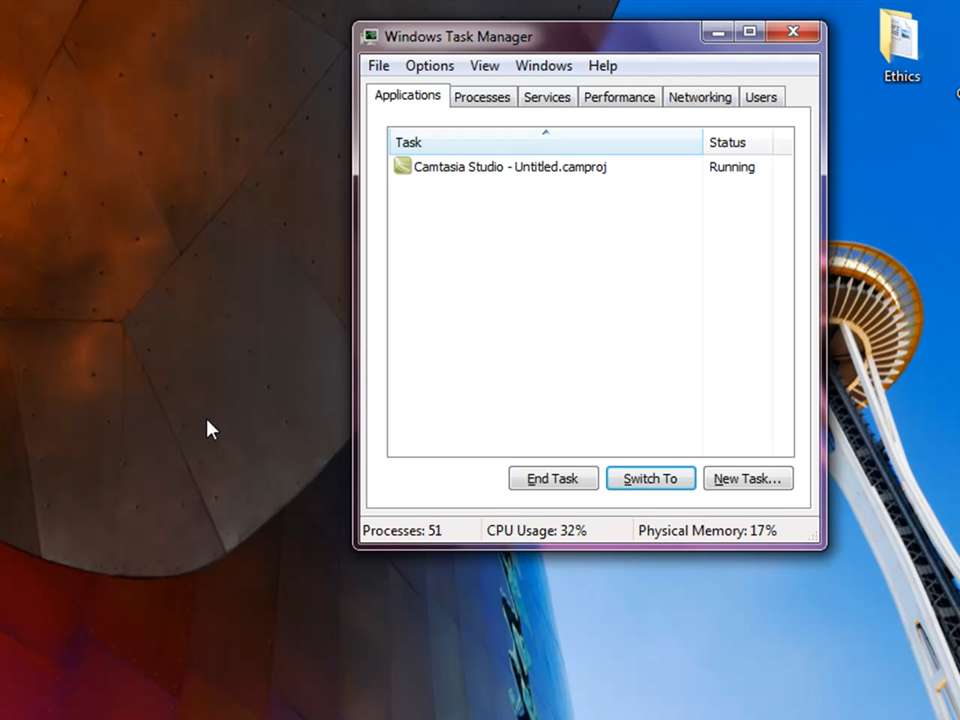 Windows Task Manager
File Options View Windows Help
Applications Processes Services Performance Networking Users
Task Status
Camtasia Studio - Untitled.camproj Running
End Task Switch To New Task...
Processes: 51 CPU Usage: 32% Physical Memory: 17%
Ethics